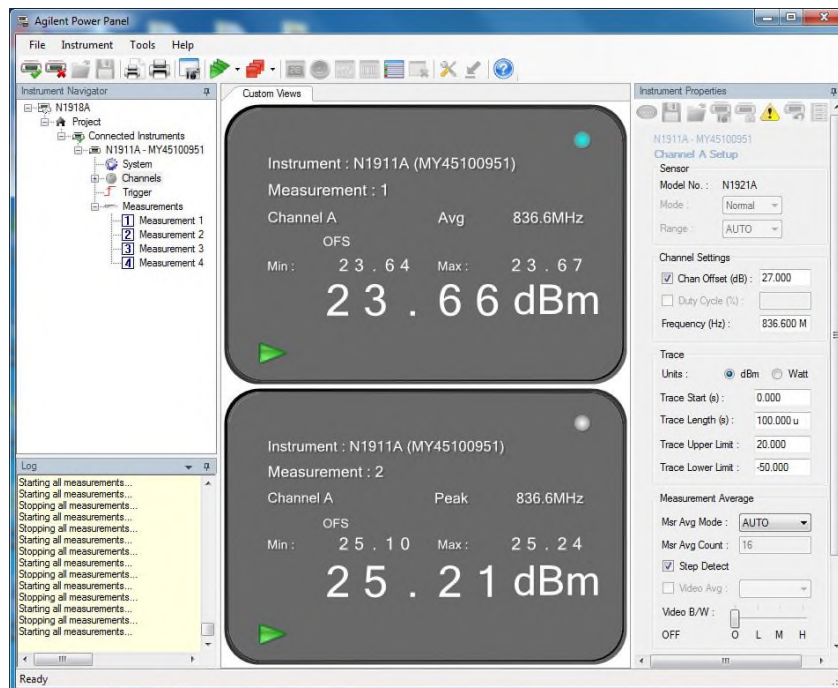 Agilent Power Panel
File Instrument Tools Help
Instrument Navigator
N1918A
Project
Connected Instruments
N1911A - MY45100951
System
Channels
Trigger
Measurements
1 Measurement 1
2 Measurement 2
3 Measurement 3
4 Measurement 4
Log
Starting all measurements...
Starting all measurements...
Stopping all measurements...
Starting all measurements...
Stopping all measurements...
Starting all measurements...
Stopping all measurements...
Starting all measurements...
Stopping all measurements...
Starting all measurements...
Stopping all measurements...
Starting all measurements...
Stopping all measurements...
Starting all measurements...
Custom Views
Instrument : N1911A (MY45100951)
Measurement : 1
Channel A Avg 836.6MHz
OFS
Min : 23.64 Max : 23.67
23.66 dBm
Instrument : N1911A (MY45100951)
Measurement : 2
Channel A Peak 836.6MHz
OFS
Min : 25.10 Max : 25.24
25.21 dBm
Instrument Properties
N1911A - MY45100951
Channel A Setup
Sensor
Model No. : N1921A
Mode : Normal
Range : AUTO
Channel Settings
Chan Offset (dB) : 27.000
Duty Cycle (%) :
Frequency (Hz) : 836.600 M
Trace
Units : dBm Watt
Trace Start (s) : 0.000
Trace Length (s) : 100.000 u
Trace Upper Limit : 20.000
Trace Lower Limit : -50.000
Measurement Average
Msr Avg Mode : AUTO
Msr Avg Count : 16
Step Detect
Video Avg :
Video B/W :
OFF O L M H
Ready